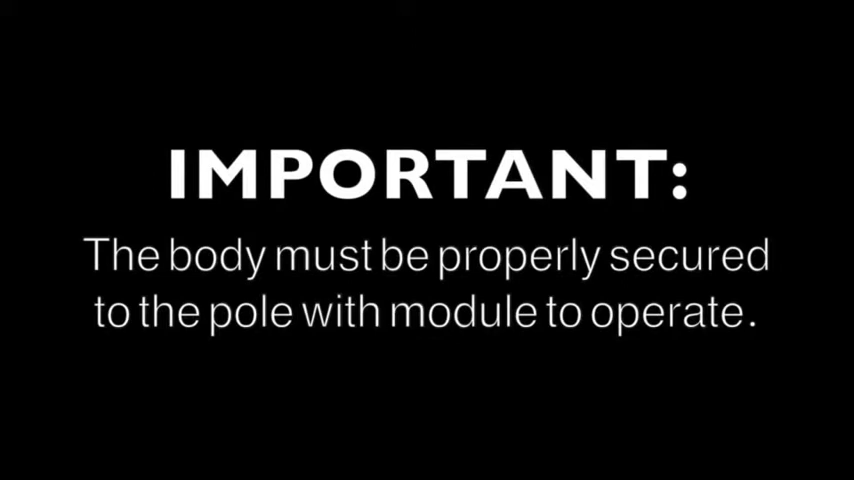 IMPORTANT:
The body must be properly secured
to the pole with module to operate.